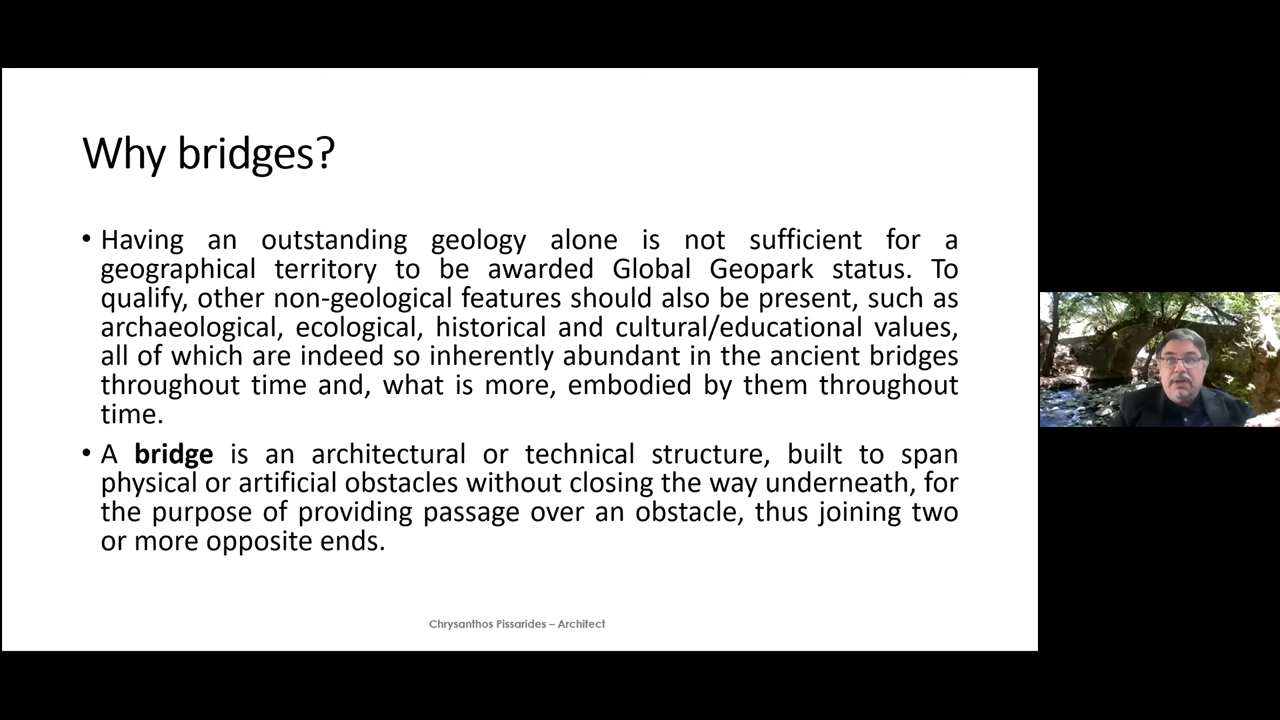 Why bridges?
• Having an outstanding geology alone is not sufficient for a
geographical territory to be awarded Global Geopark status. To
qualify, other non-geological features should also be present, such as
archaeological, ecological, historical and cultural/educational values,
all of which are indeed so inherently abundant in the ancient bridges
throughout time and, what is more, embodied by them throughout
time.
• A bridge is an architectural or technical structure, built to span
physical or artificial obstacles without closing the way underneath, for
the purpose of providing passage over an obstacle, thus joining two
or more opposite ends.
Chrysanthos Pissarides – Architect